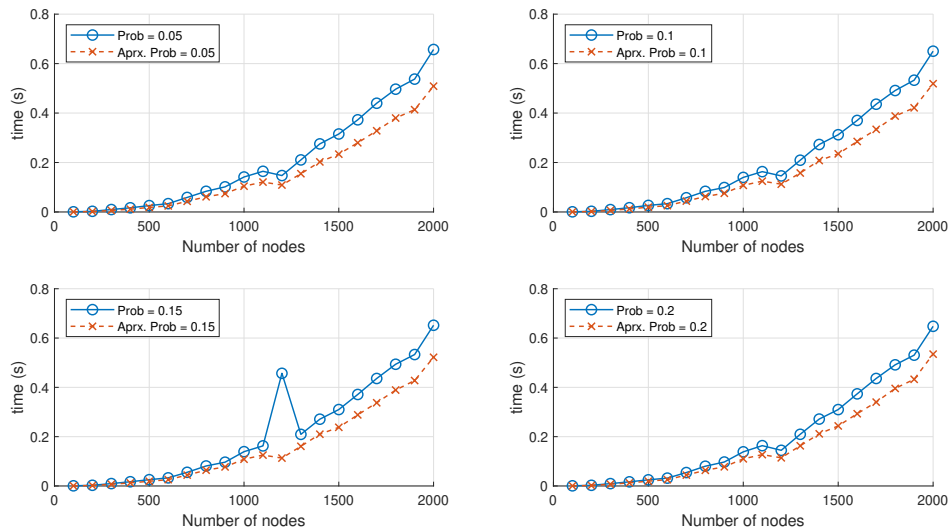 Prob = 0.05
Aprx. Prob = 0.05
0.8
0.6
0.4
0.2
0
time (s)
0 500 1000 1500 2000
Number of nodes
Prob = 0.1
Aprx. Prob = 0.1
0.8
0.6
0.4
0.2
0
time (s)
0 500 1000 1500 2000
Number of nodes
Prob = 0.15
Aprx. Prob = 0.15
0.8
0.6
0.4
0.2
0
time (s)
0 500 1000 1500 2000
Number of nodes
Prob = 0.2
Aprx. Prob = 0.2
0.8
0.6
0.4
0.2
0
time (s)
0 500 1000 1500 2000
Number of nodes